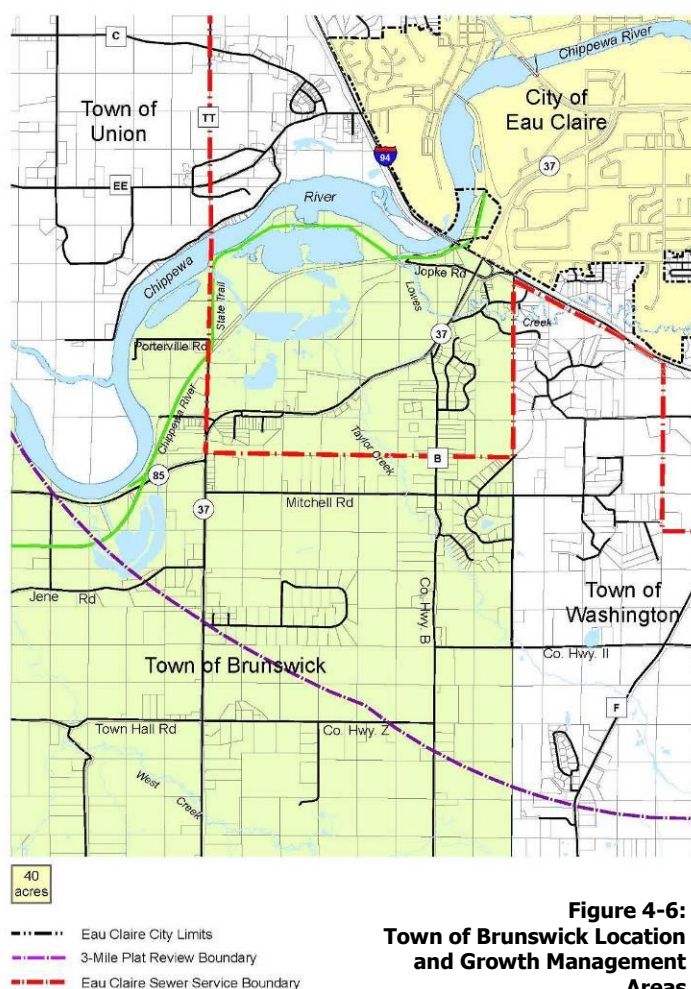 C
Chippewa River
Town of
Union
City of
Eau Claire
TT
94
37
EE
River
Chippewa
Jopke Rd
Lowes
Creek
State Trail
37
Porterville Rd
Chippewa River
Taylor Creek
B
85
Mitchell Rd
37
Jene Rd
Co. Hwy. B
Town of
Washington
Co. Hwy. II
Town of Brunswick
F
Town Hall Rd
Co. Hwy. Z
West
Creek
40
acres
Eau Claire City Limits
3-Mile Plat Review Boundary
Eau Claire Sewer Service Boundary
Figure 4-6:
Town of Brunswick Location
and Growth Management
Areas